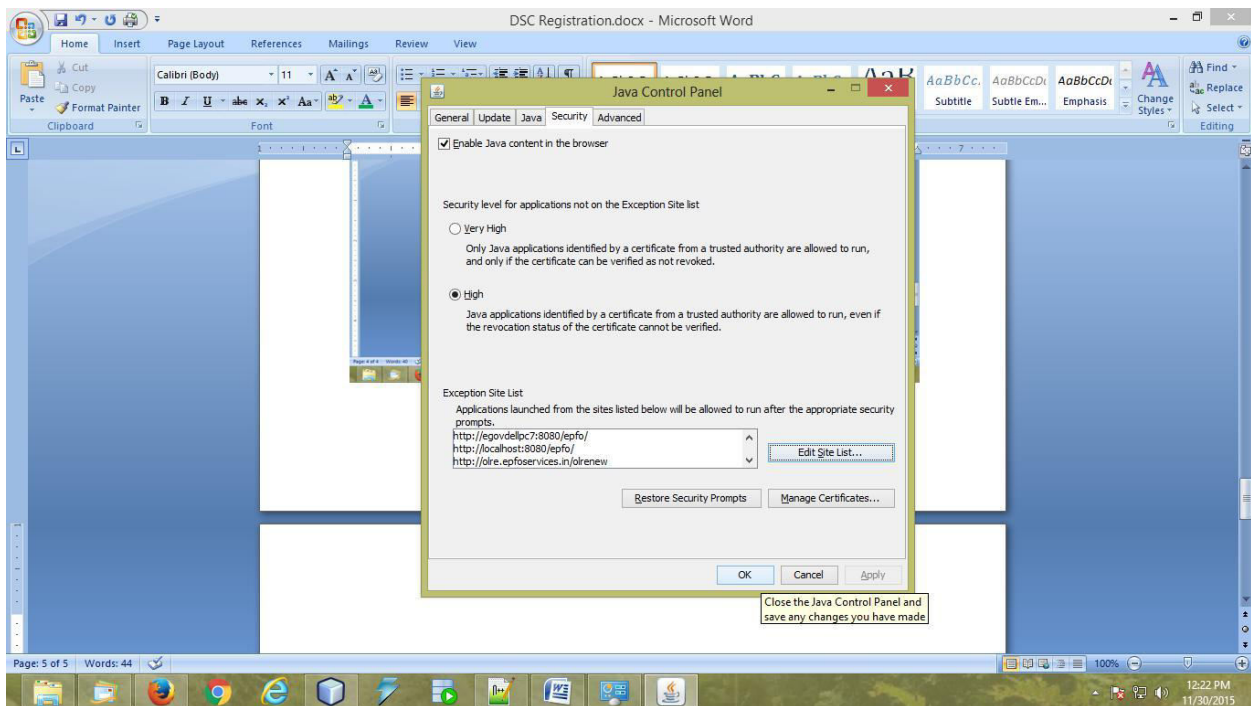 DSC Registration.docx - Microsoft Word
Home Insert Page Layout References Mailings Review View
Paste
Cut
Copy
Format Painter
Clipboard
Calibri (Body) 11
Font
AaBbCc. AaBbCcDc AaBbCcDc
Subtitle Subtle Em... Emphasis
Change
Styles
Find
Replace
Select
Editing
7
Java Control Panel
General Update Java Security Advanced
Enable Java content in the browser
Security level for applications not on the Exception Site list
Very High
Only Java applications identified by a certificate from a trusted authority are allowed to run,
and only if the certificate can be verified as not revoked.
High
Java applications identified by a certificate from a trusted authority are allowed to run, even if
the revocation status of the certificate cannot be verified.
Exception Site List
Applications launched from the sites listed below will be allowed to run after the appropriate security
prompts.
http://egovdellpc7:8080/epfo/
http://localhost:8080/epfo/
http://olre.epfoservices.in/olrenew
Edit Site List...
Restore Security Prompts Manage Certificates...
OK Cancel Apply
Close the Java Control Panel and
save any changes you have made
Page: 5 of 5 Words: 44
100%
12:22 PM
11/30/2015